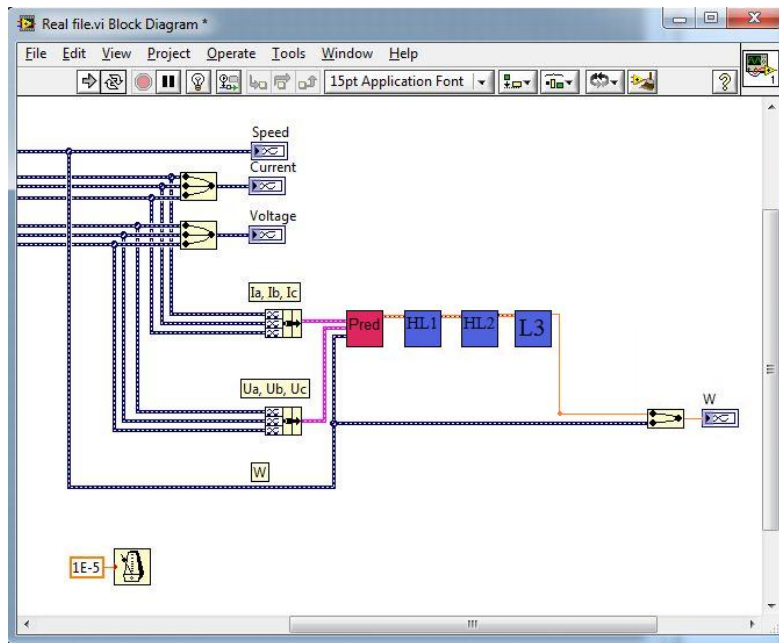 Real file.vi Block Diagram *
File Edit View Project Operate Tools Window Help
15pt Application Font
1
Speed
Current
Voltage
Ia, Ib, Ic
Pred HL1 HL2 L3
Ua, Ub, Uc
W
W
1E-5